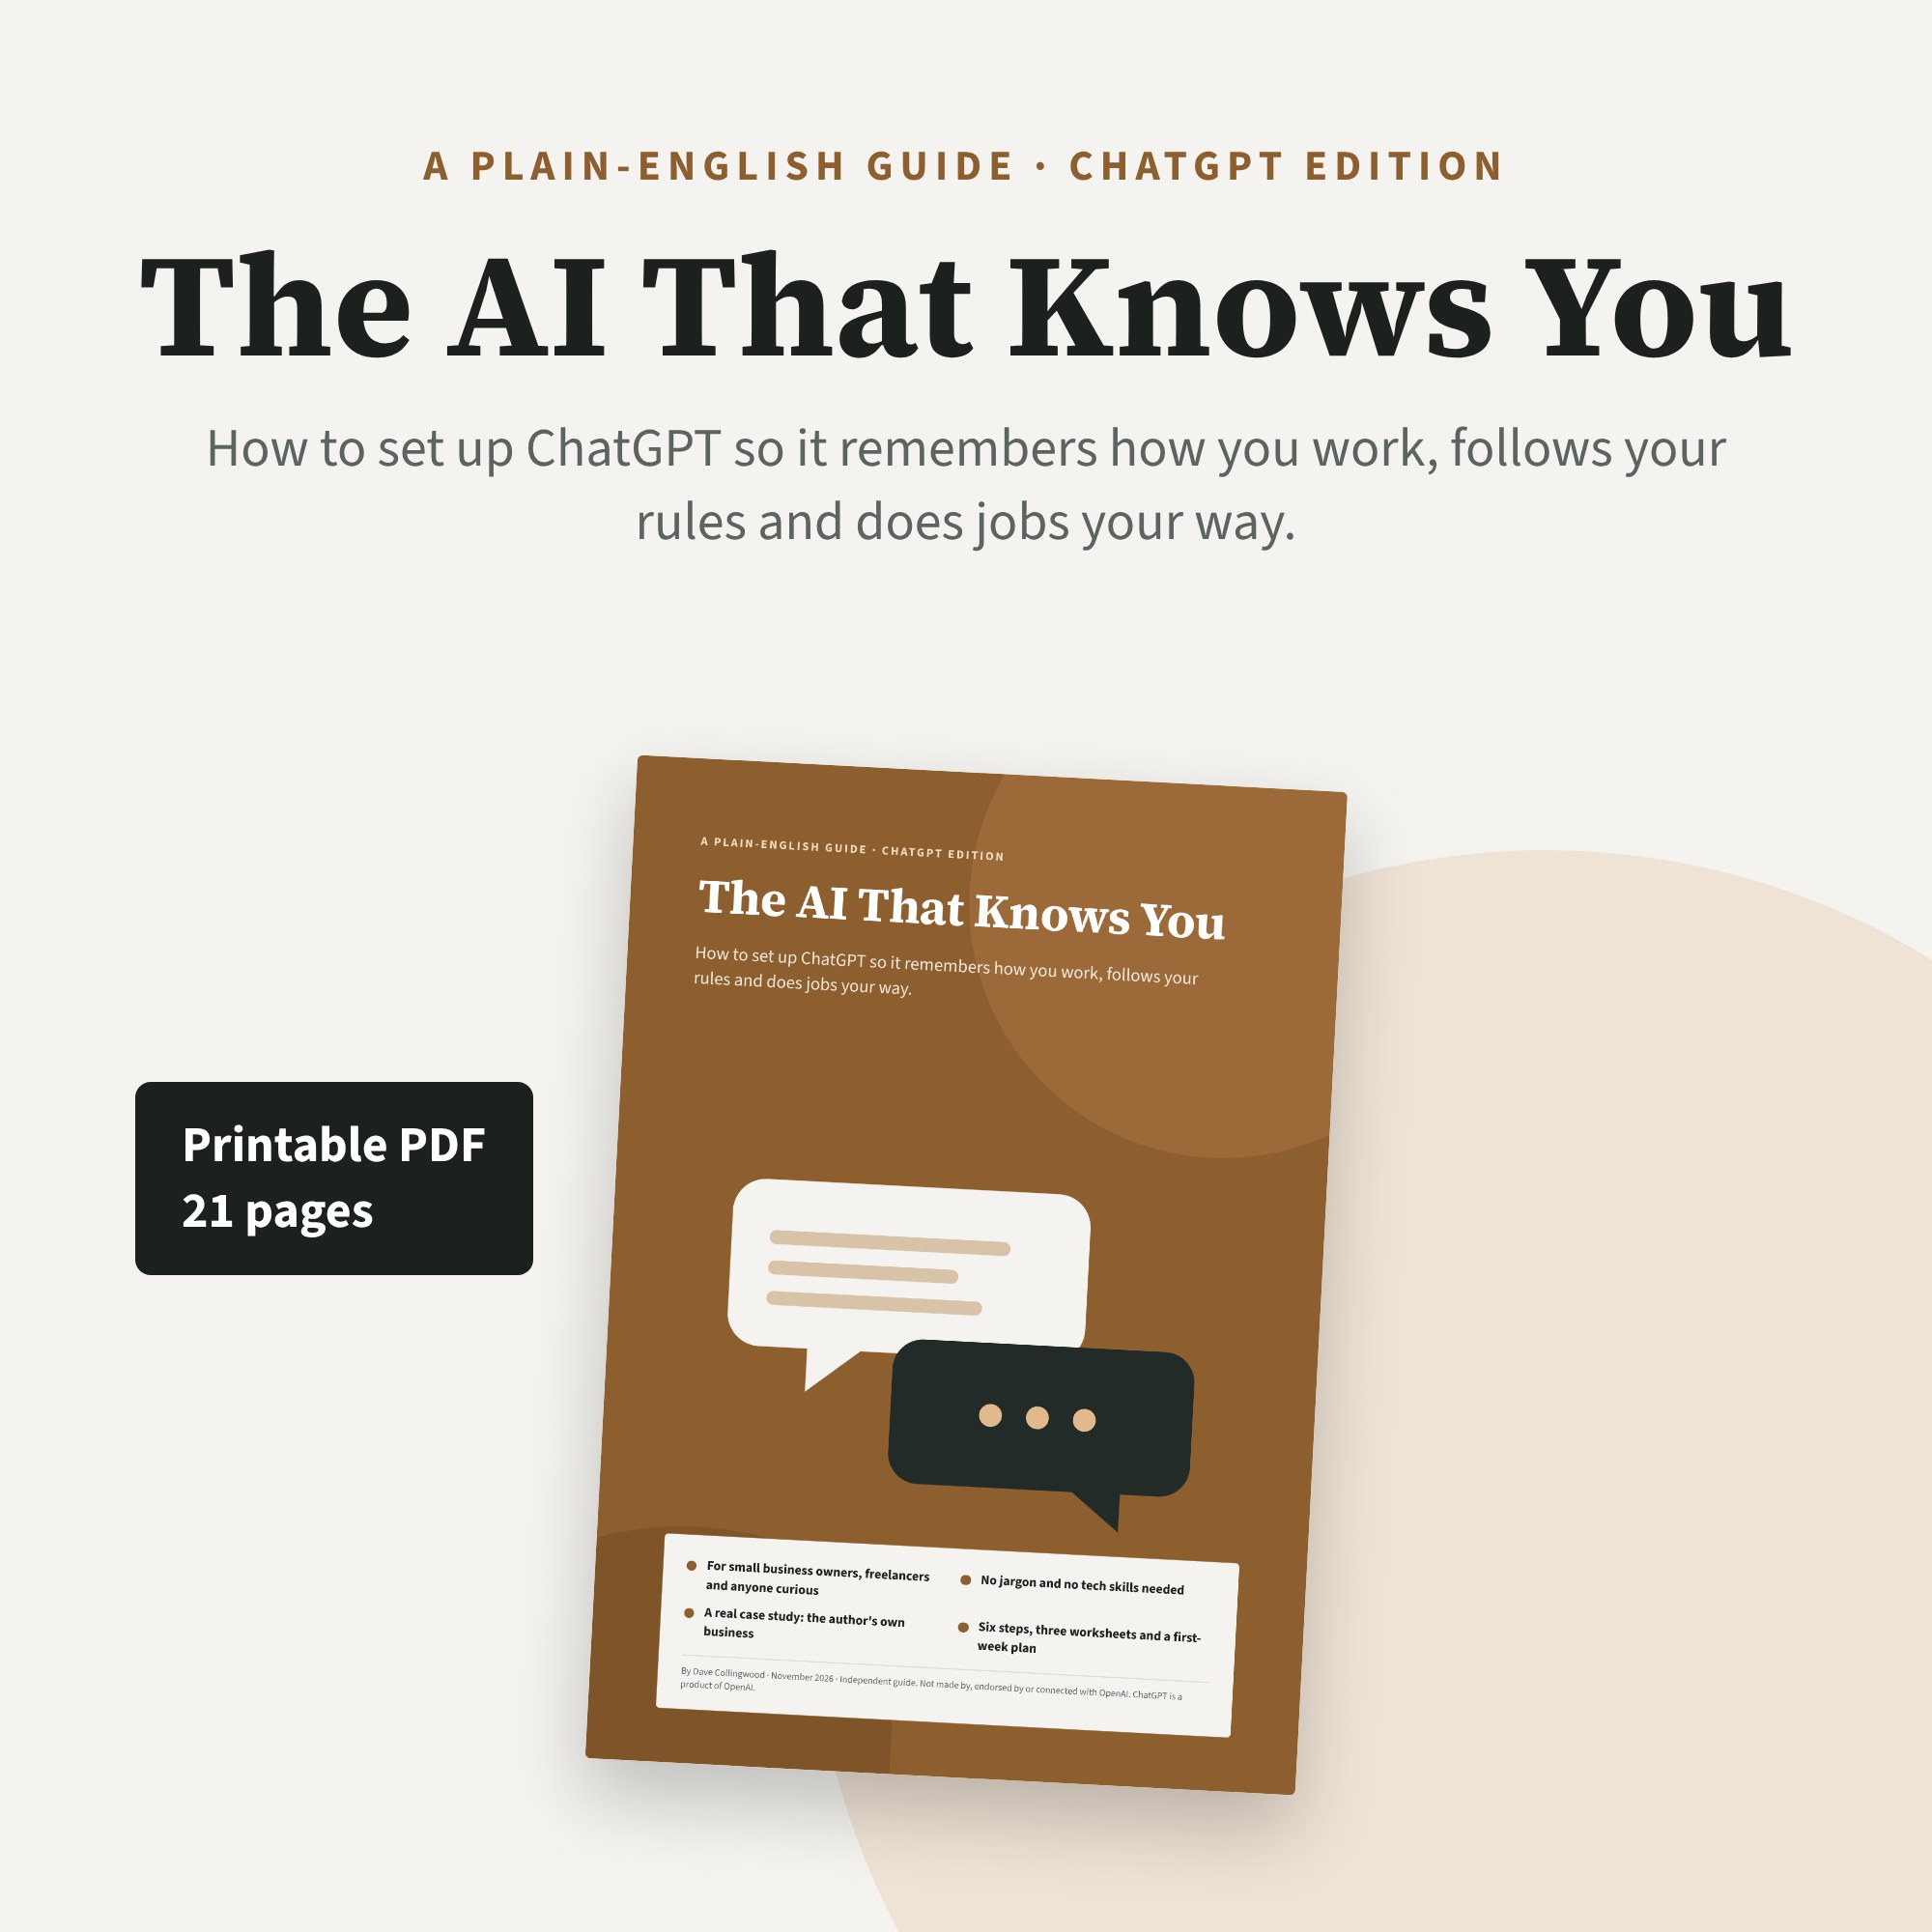 A PLAIN-ENGLISH GUIDE · CHATGPT EDITION
The AI That Knows You
How to set up ChatGPT so it remembers how you work, follows your
rules and does jobs your way.
A PLAIN-ENGLISH GUIDE · CHATGPT EDITION
The AI That Knows You
How to set up ChatGPT so it remembers how you work, follows your
rules and does jobs your way.
Printable PDF
21 pages
For small business owners, freelancers
and anyone curious
No jargon and no tech skills needed
A real case study: the author's own
business
Six steps, three worksheets and a first-
week plan
By Dave Collingwood · November 2026 · Independent guide. Not made by, endorsed by or connected with OpenAI. ChatGPT is a
product of OpenAI.